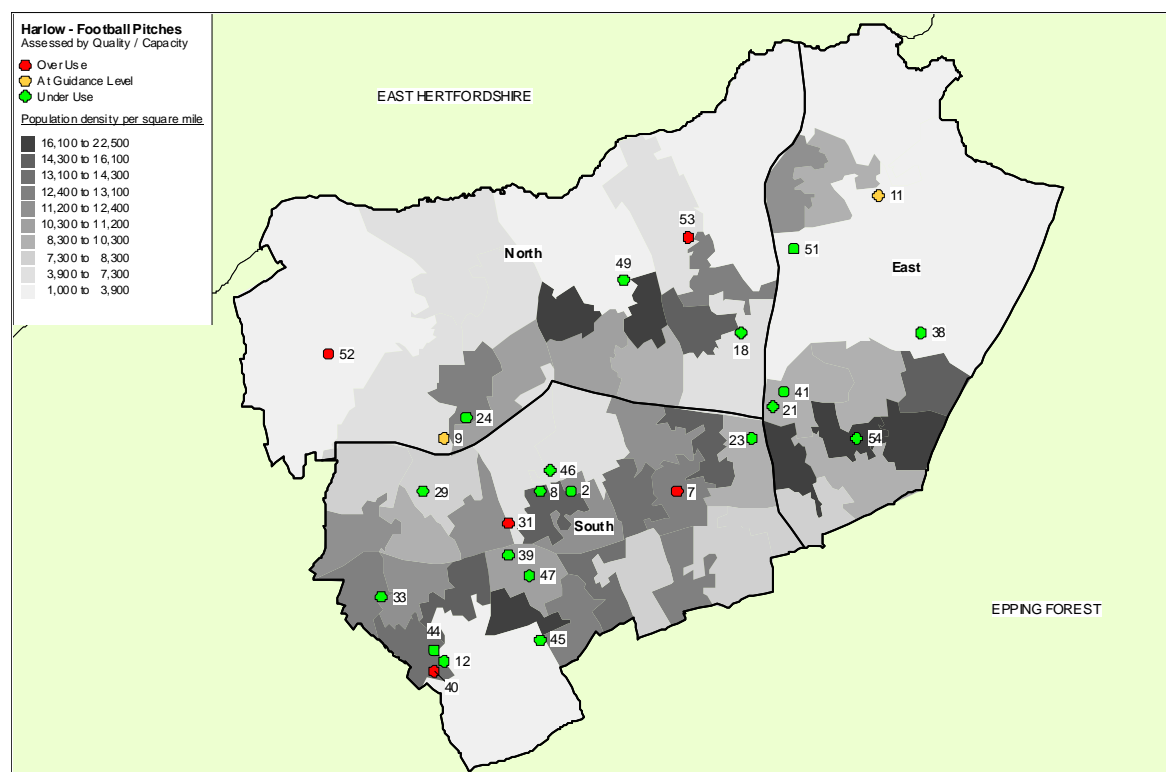 Harlow - Football Pitches
Assessed by Quality / Capacity
Over Use
At Guidance Level
Under Use
Population density per square mile
16,100 to 22,500
14,300 to 16,100
13,100 to 14,300
12,400 to 13,100
11,200 to 12,400
10,300 to 11,200
8,300 to 10,300
7,300 to 8,300
3,900 to 7,300
1,000 to 3,900
EAST HERTFORDSHIRE
11
53
North
49
51
East
38
18
52
41
21
24
9
23
54
46
29
8
2
7
31
South
39
47
33
EPPING FOREST
44
45
12
40